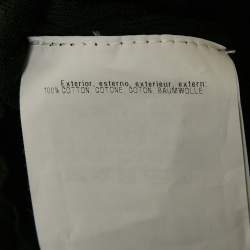 Exterior, esterno, exterieur, extern:
100% COTTON COTONE COTON BAUMWOLLE